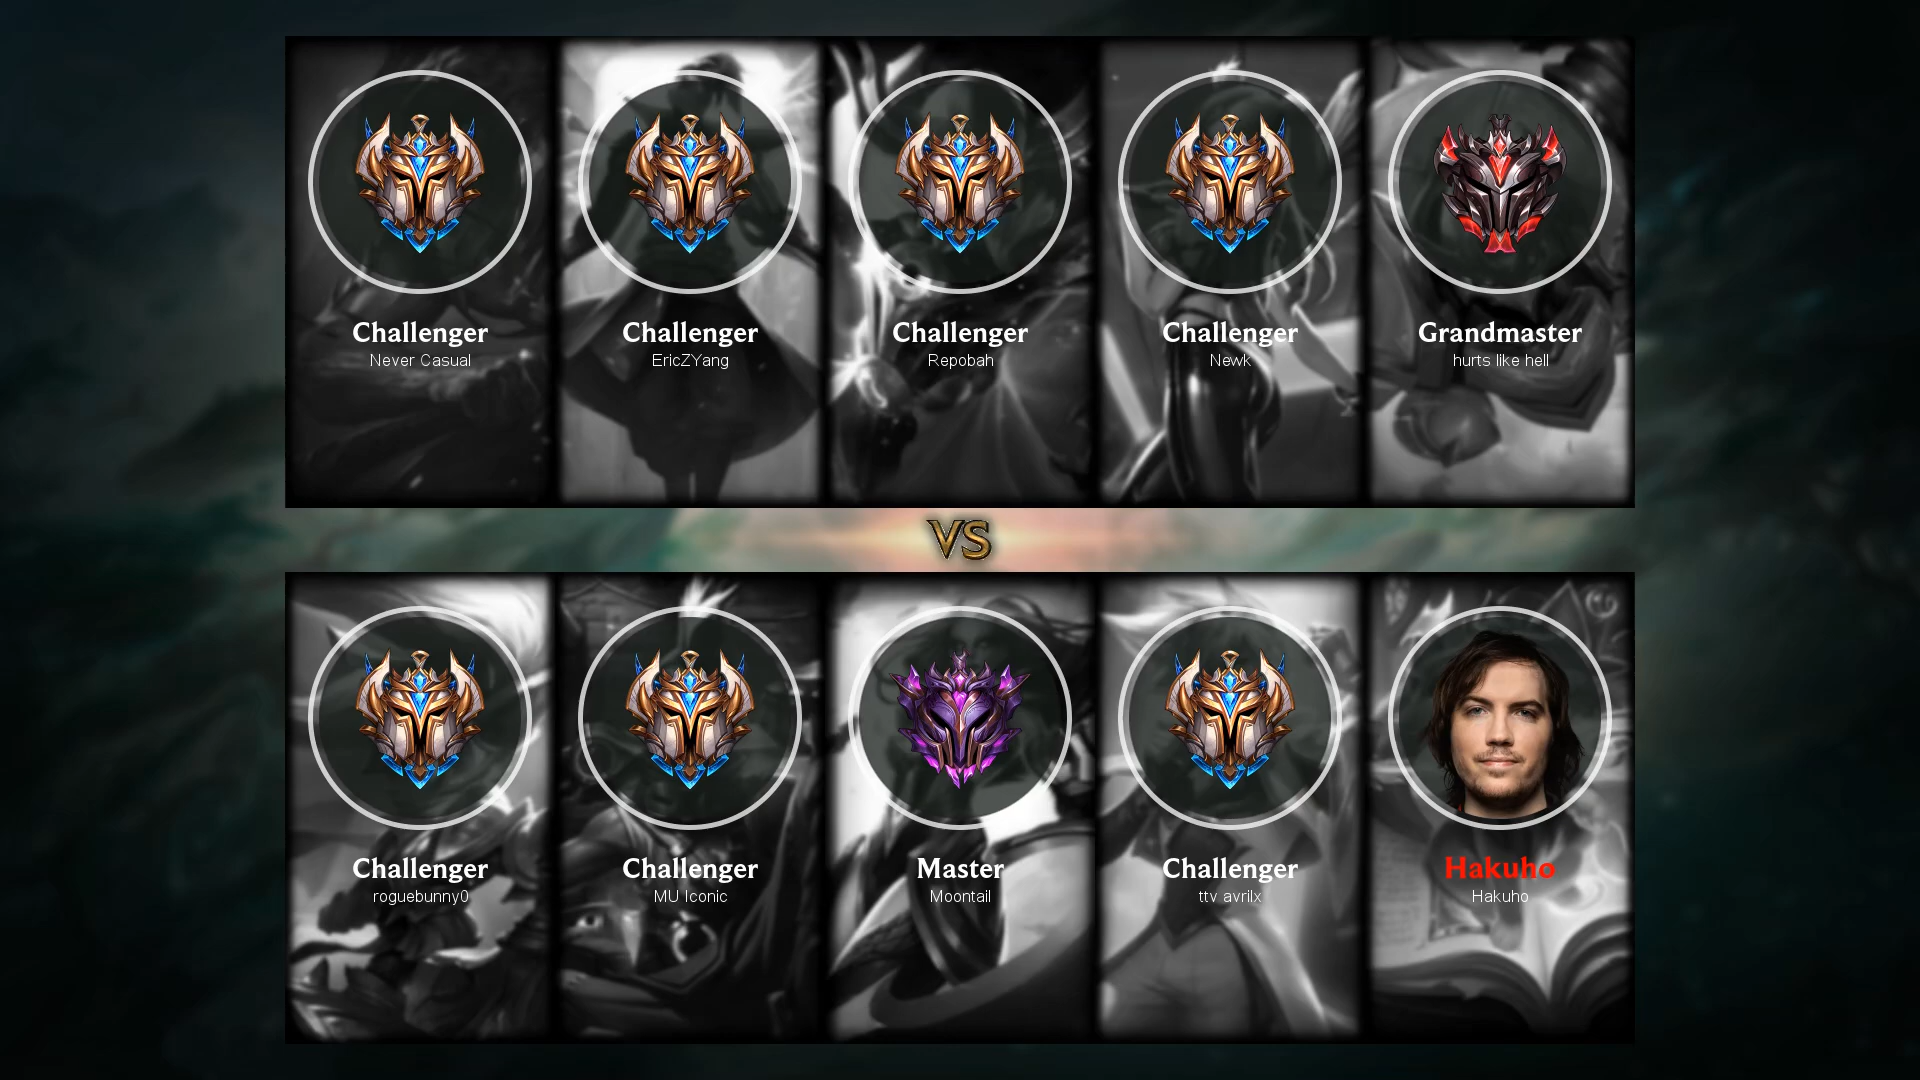 Challenger
Never Casual
Challenger
EricZYang
Challenger
Repobah
Challenger
Newk
Grandmaster
hurts like hell
VS
Challenger
roguebunny0
Challenger
MU Iconic
Master
Moontail
Challenger
ttv avrilx
Hakuho
Hakuho